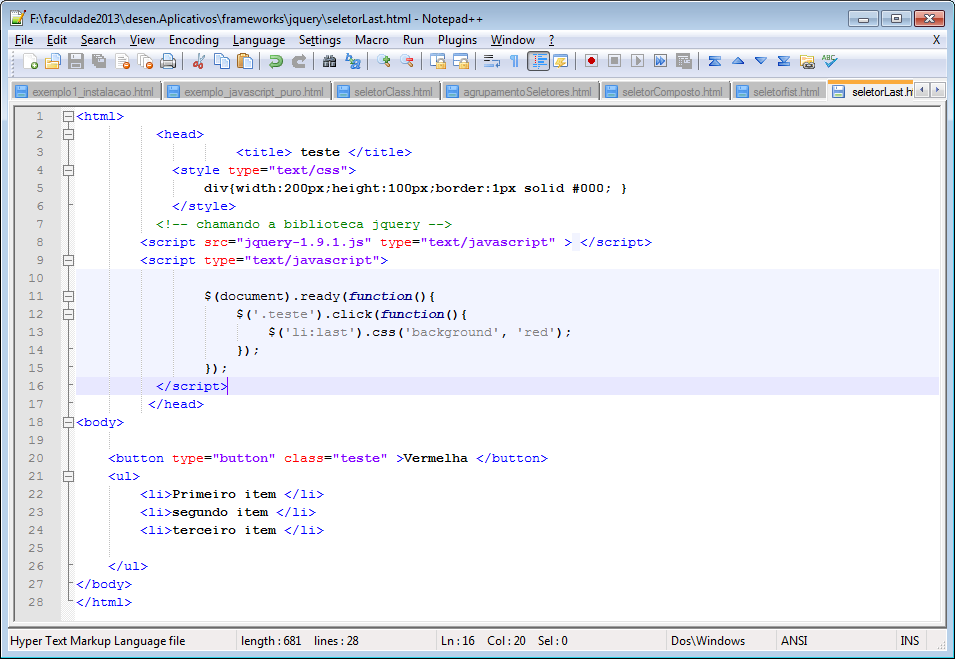 F:\faculdade2013\desen.Aplicativos\frameworks\jquery\seletorLast.html - Notepad++
File Edit Search View Encoding Language Settings Macro Run Plugins Window ? X
exemplo1_instalacao.html exemplo_javascript_puro.html seletorClass.html agrupamentoSeletores.html seletorComposto.html seletorfist.html seletorLast.h
1 <html>
2 <head>
3 <title> teste </title>
4 <style type="text/css">
5 div{width:200px;height:100px;border:1px solid #000; }
6 </style>
7 <!-- chamando a biblioteca jquery -->
8 <script src="jquery-1.9.1.js" type="text/javascript" > </script>
9 <script type="text/javascript">
10
11 $(document).ready(function(){
12 $('.teste').click(function(){
13 $('li:last').css('background', 'red');
14 });
15 });
16 </script>
17 </head>
18 <body>
19
20 <button type="button" class="teste" >Vermelha </button>
21 <ul>
22 <li>Primeiro item </li>
23 <li>segundo item </li>
24 <li>terceiro item </li>
25
26 </ul>
27 </body>
28 </html>
Hyper Text Markup Language file length : 681 lines : 28 Ln : 16 Col : 20 Sel : 0 Dos\Windows ANSI INS